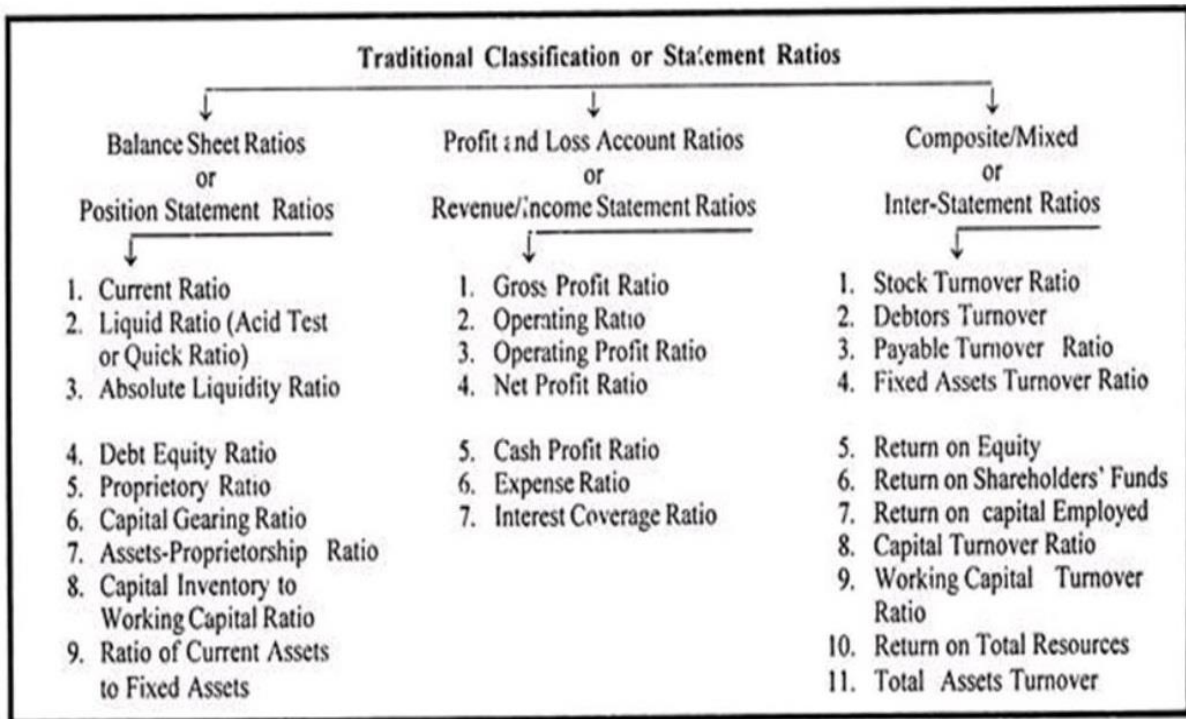 Traditional Classification or Statement Ratios
Balance Sheet Ratios
or
Position Statement Ratios
1. Current Ratio
2. Liquid Ratio (Acid Test
or Quick Ratio)
3. Absolute Liquidity Ratio
4. Debt Equity Ratio
5. Proprietory Ratio
6. Capital Gearing Ratio
7. Assets-Proprietorship Ratio
8. Capital Inventory to
Working Capital Ratio
9. Ratio of Current Assets
to Fixed Assets
Profit and Loss Account Ratios
or
Revenue/Income Statement Ratios
1. Gross Profit Ratio
2. Operating Ratio
3. Operating Profit Ratio
4. Net Profit Ratio
5. Cash Profit Ratio
6. Expense Ratio
7. Interest Coverage Ratio
Composite/Mixed
or
Inter-Statement Ratios
1. Stock Turnover Ratio
2. Debtors Turnover
3. Payable Turnover Ratio
4. Fixed Assets Turnover Ratio
5. Return on Equity
6. Return on Shareholders' Funds
7. Return on capital Employed
8. Capital Turnover Ratio
9. Working Capital Turnover
Ratio
10. Return on Total Resources
11. Total Assets Turnover